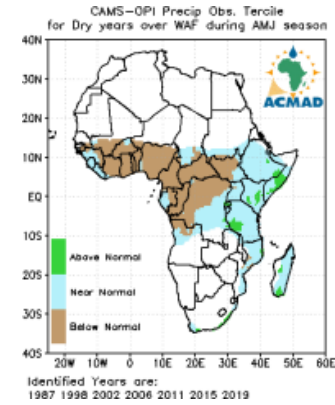 CAMS-OPI Precip Obs. Tercile
for Dry years over WAF during AMJ season
40N
30N
20N
10N
EQ
10S
20S
30S
40S
ACMAD
Above Normal
Near Normal
Below Normal
20W 10W 0 10E 20E 30E 40E 50E 60E
Identified Years are:
1987 1998 2002 2006 2011 2015 2019